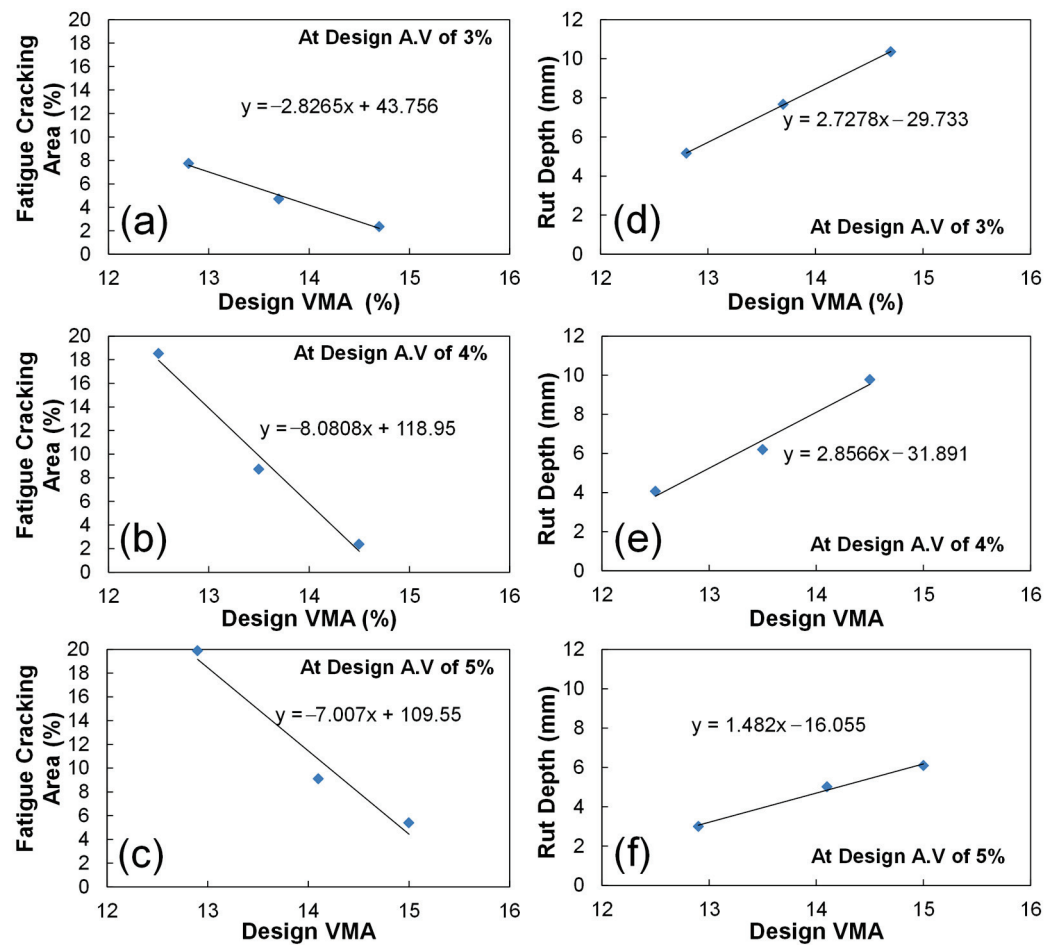 Fatigue Cracking
Area (%)
20
18
16
14
12
10
8
6
4
2
0
At Design A.V of 3%
y =−2.8265x + 43.756
(a)
12 13 14 15 16
Design VMA (%)
Rut Depth (mm)
12
10
8
6
4
2
0
y = 2.7278x−29.733
(d)
At Design A.V of 3%
12 13 14 15 16
Design VMA (%)
Fatigue Cracking
Area (%)
20
18
16
14
12
10
8
6
4
2
0
At Design A.V of 4%
y =−8.0808x + 118.95
(b)
12 13 14 15 16
Design VMA (%)
Rut Depth (mm)
12
10
8
6
4
2
0
y = 2.8566x−31.891
(e)
At Design A.V of 4%
12 13 14 15 16
Design VMA
Fatigue Cracking
Area (%)
20
18
16
14
12
10
8
6
4
2
0
At Design A.V of 5%
y =−7.007x + 109.55
(c)
12 13 14 15 16
Design VMA
Rut Depth (mm)
12
10
8
6
4
2
0
y = 1.482x−16.055
(f)
At Design A.V of 5%
12 13 14 15 16
Design VMA